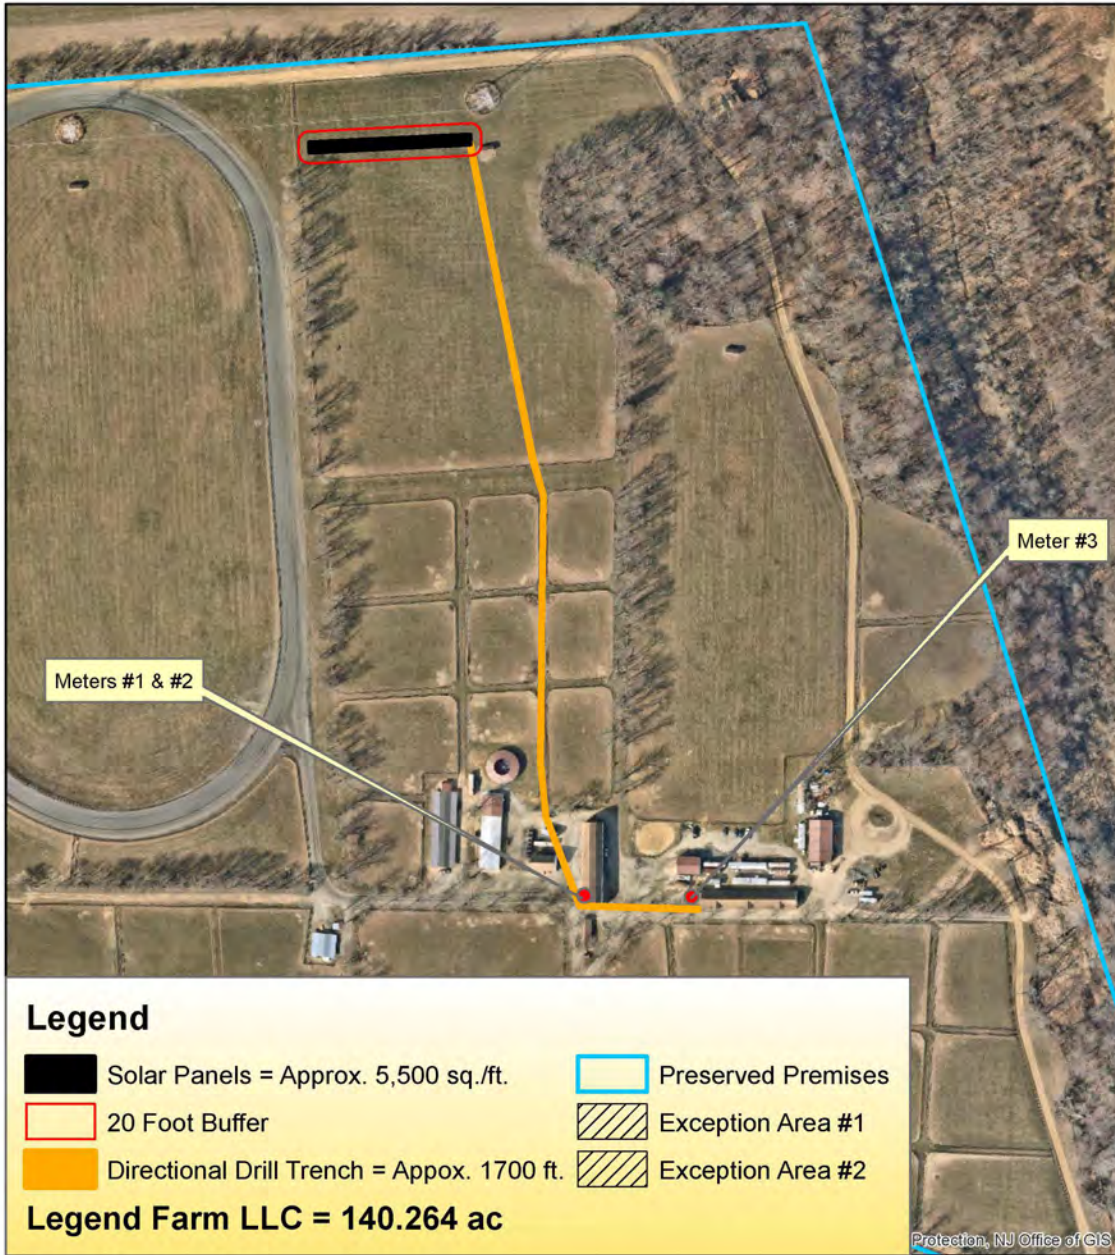 Meter #3
Meters #1 & #2
Legend
Solar Panels = Approx. 5,500 sq./ft.
20 Foot Buffer
Directional Drill Trench = Appox. 1700 ft.
Preserved Premises
Exception Area #1
Exception Area #2
Legend Farm LLC = 140.264 ac
Protection, NJ Office of GIS